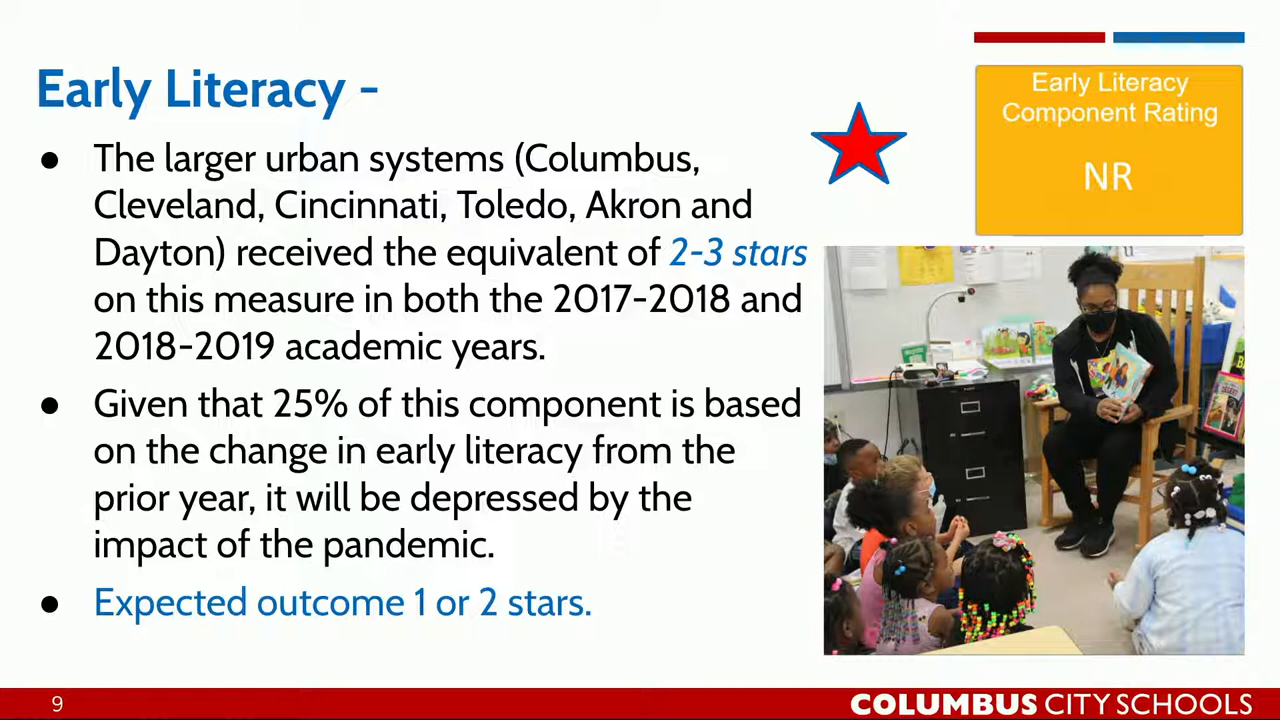 Early Literacy -
● The larger urban systems (Columbus,
Cleveland, Cincinnati, Toledo, Akron and
Dayton) received the equivalent of 2-3 stars
on this measure in both the 2017-2018 and
2018-2019 academic years.
● Given that 25% of this component is based
on the change in early literacy from the
prior year, it will be depressed by the
impact of the pandemic.
● Expected outcome 1 or 2 stars.
Early Literacy
Component Rating
NR
9
COLUMBUS CITY SCHOOLS